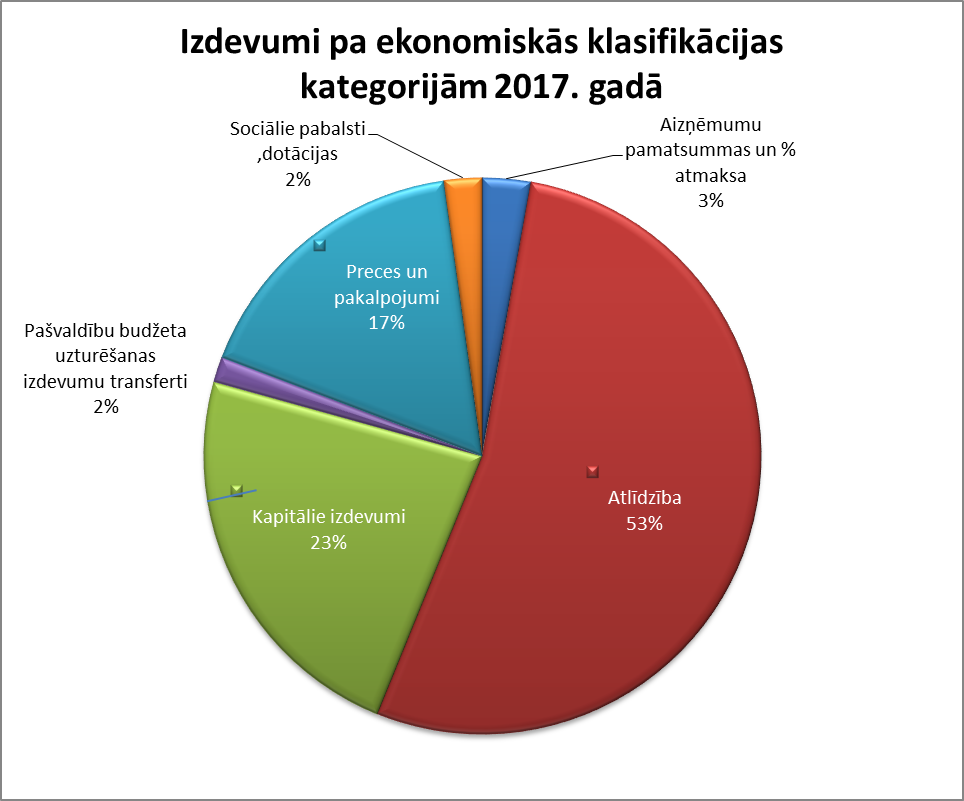 Izdevumi pa ekonomiskās klasifikācijas
kategorijām 2017. gadā
Sociālie pabalsti
,dotācijas
2%
Aizņēmumu
pamatsummas un %
atmaksa
3%
Preces un
pakalpojumi
17%
Pašvaldību budžeta
uzturēšanas
izdevumu transferti
2%
Atlīdzība
53%
Kapitālie izdevumi
23%